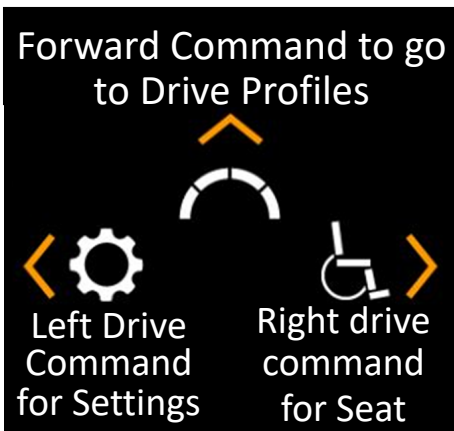 Forward Command to go
to Drive Profiles
Left Drive
Command
for Settings
Right drive
command
for Seat